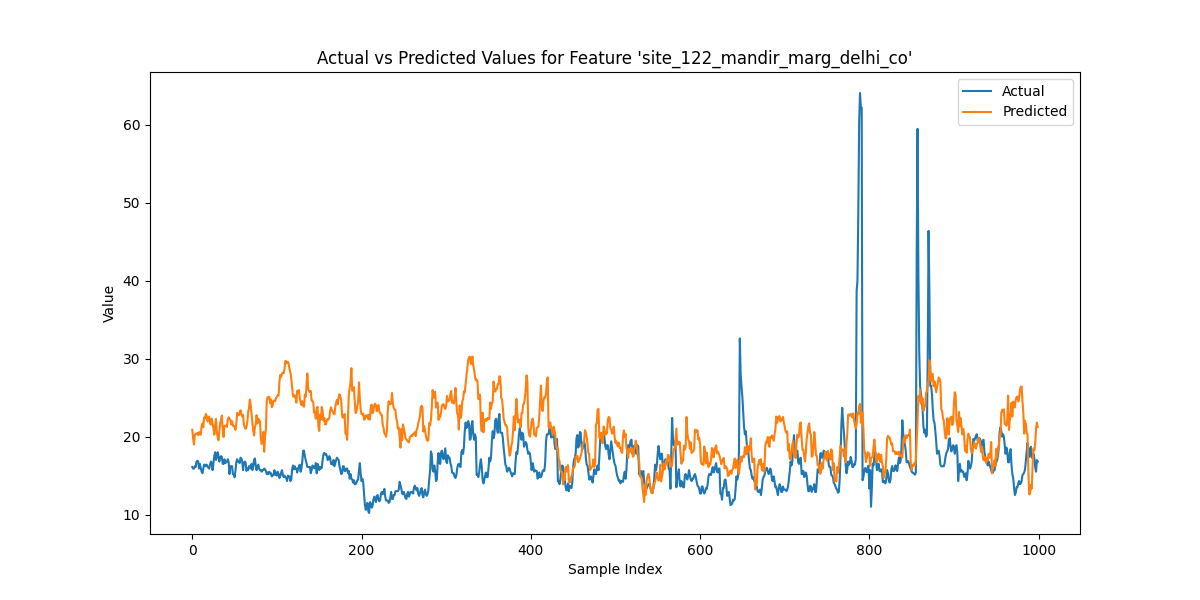 Actual vs Predicted Values for Feature 'site_122_mandir_marg_delhi_co'
Actual
Predicted
60
50
40
30
20
10
Value
0
200
400
600
800
1000
Sample Index